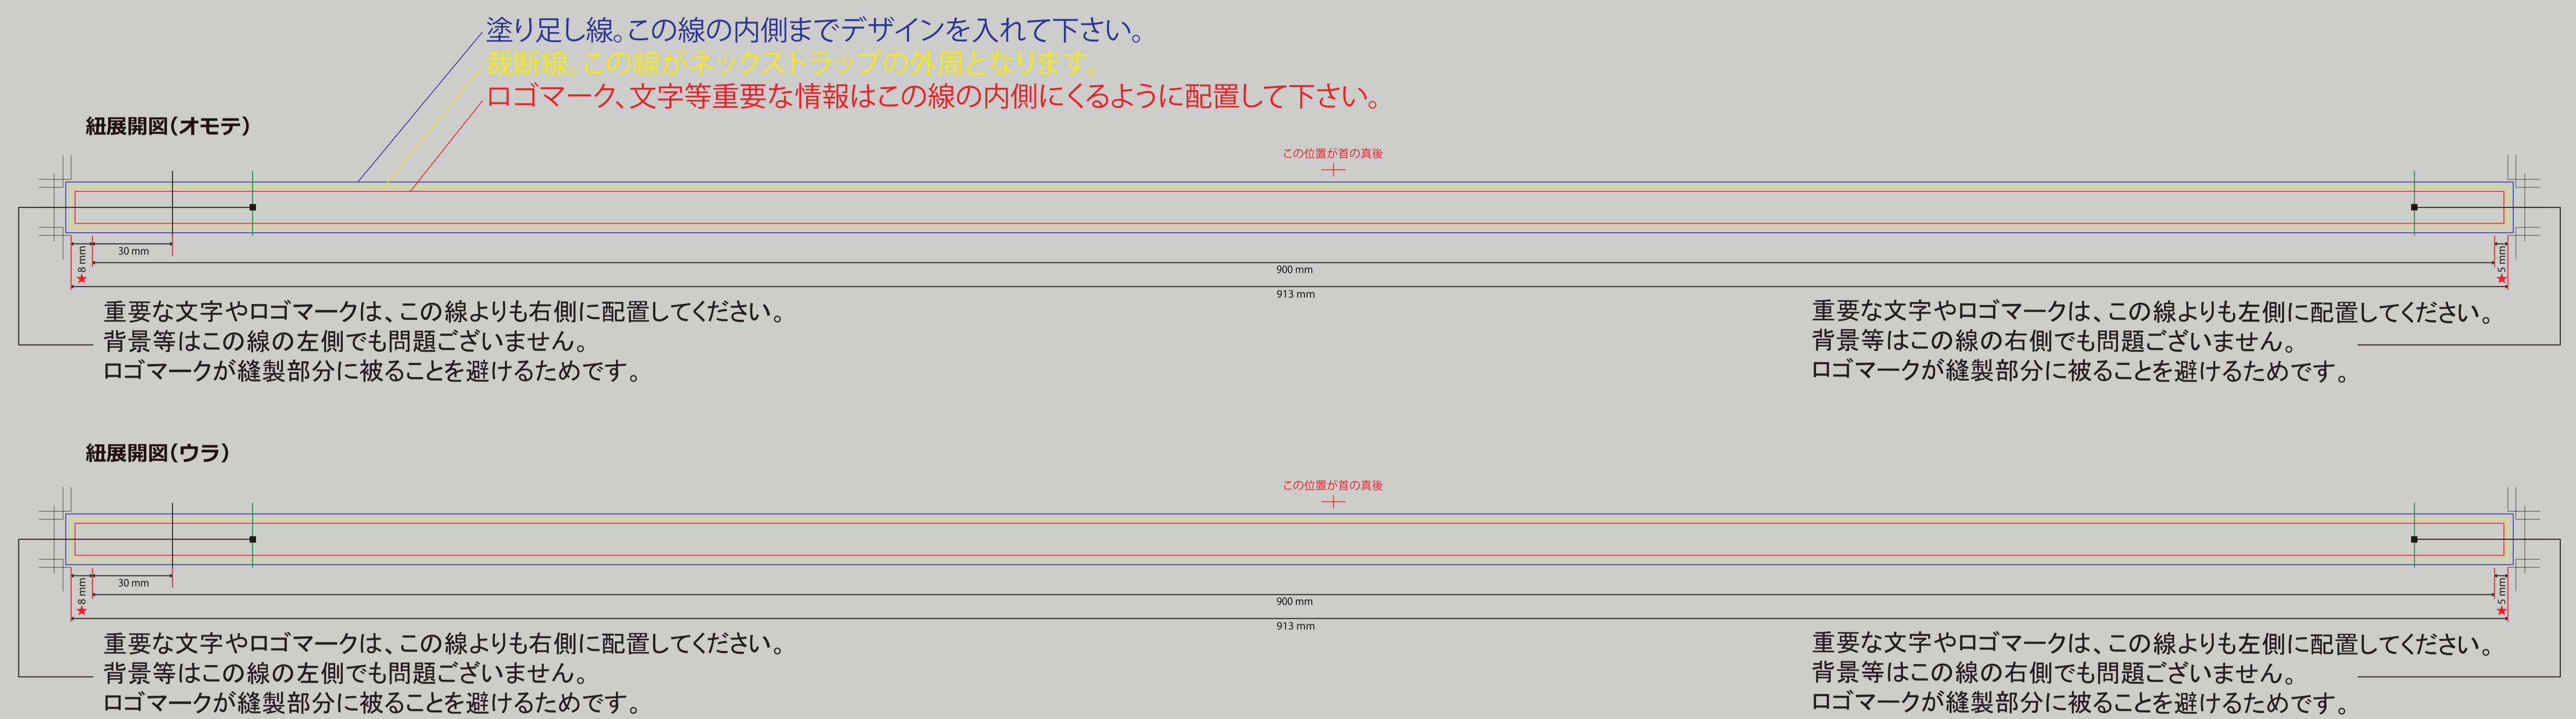 塗り足し線。この線の内側までデザインを入れて下さい。
裁断線。この線がネックストラップの外周となります。
ロゴマーク、文字等重要な情報はこの線の内側にくるように配置して下さい。
紐展開図(オモテ)
この位置が首の真後
30 mm
★8 mm
900 mm
★5 mm
913 mm
重要な文字やロゴマークは、この線よりも右側に配置してください。
背景等はこの線の左側でも問題ございません。
ロゴマークが縫製部分に被ることを避けるためです。
重要な文字やロゴマークは、この線よりも左側に配置してください。
背景等はこの線の右側でも問題ございません。
ロゴマークが縫製部分に被ることを避けるためです。
紐展開図(ウラ)
この位置が首の真後
30 mm
★8 mm
900 mm
★5 mm
913 mm
重要な文字やロゴマークは、この線よりも右側に配置してください。
背景等はこの線の左側でも問題ございません。
ロゴマークが縫製部分に被ることを避けるためです。
重要な文字やロゴマークは、この線よりも左側に配置してください。
背景等はこの線の右側でも問題ございません。
ロゴマークが縫製部分に被ることを避けるためです。